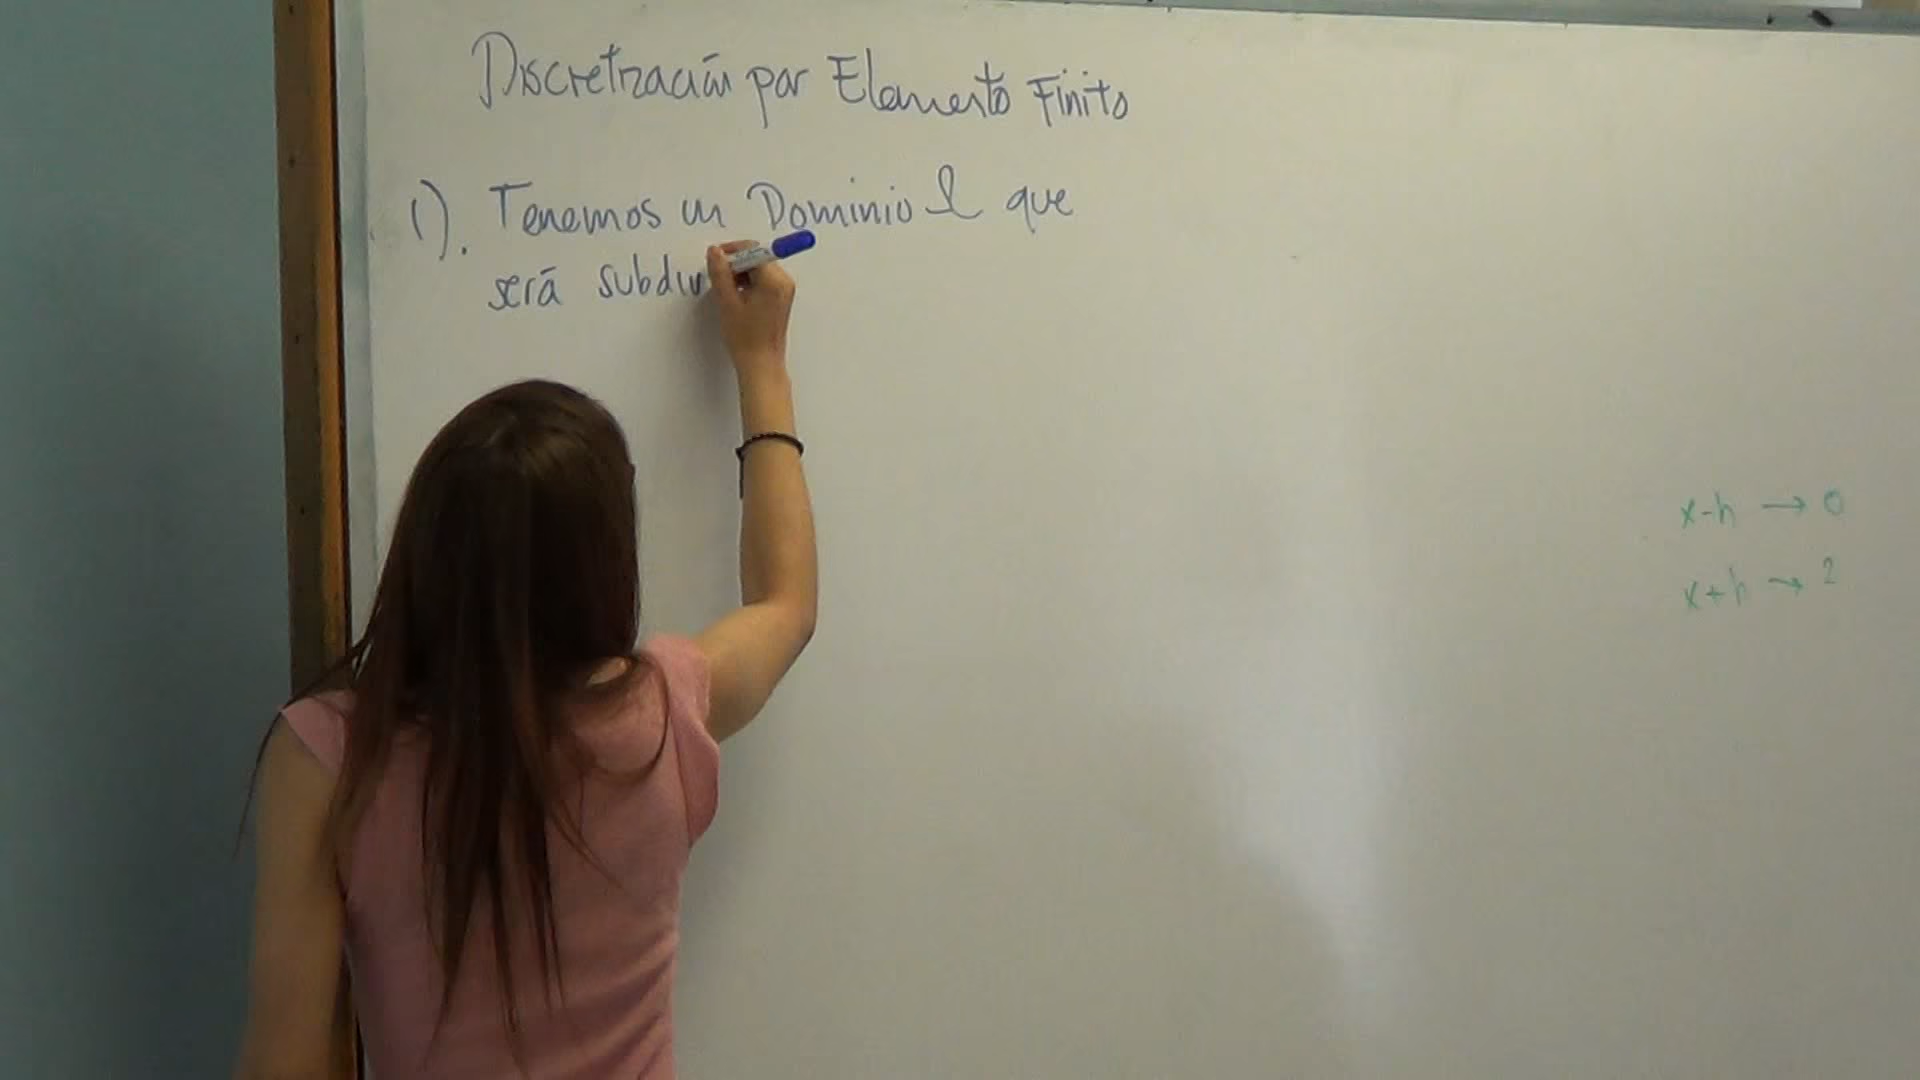 Discretización por Elemento Finito
1). Tenemos un Dominio l que
será subdiv
x-h → 0
x+h → 2